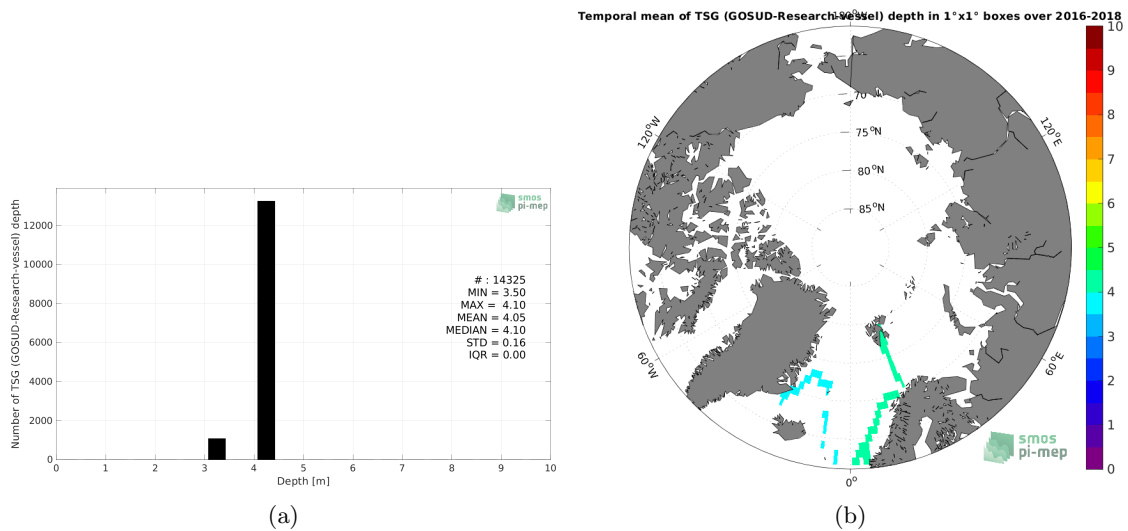 Temporal mean of TSG (GOSUD-Research-vessel) depth in 1°x1° boxes over 2016-2018
180°W
120°W
120°E
60°W
60°E
0°
70
75°N
80°N
85°N
10
9
8
7
6
5
4
3
2
1
0
smos
pi-mep
Number of TSG (GOSUD-Research-vessel) depth
12000
10000
8000
6000
4000
2000
0
0 1 2 3 4 5 6 7 8 9 10
Depth [m]
smos
pi-mep
# : 14325
MIN = 3.50
MAX = 4.10
MEAN = 4.05
MEDIAN = 4.10
STD = 0.16
IQR = 0.00
(a)
(b)